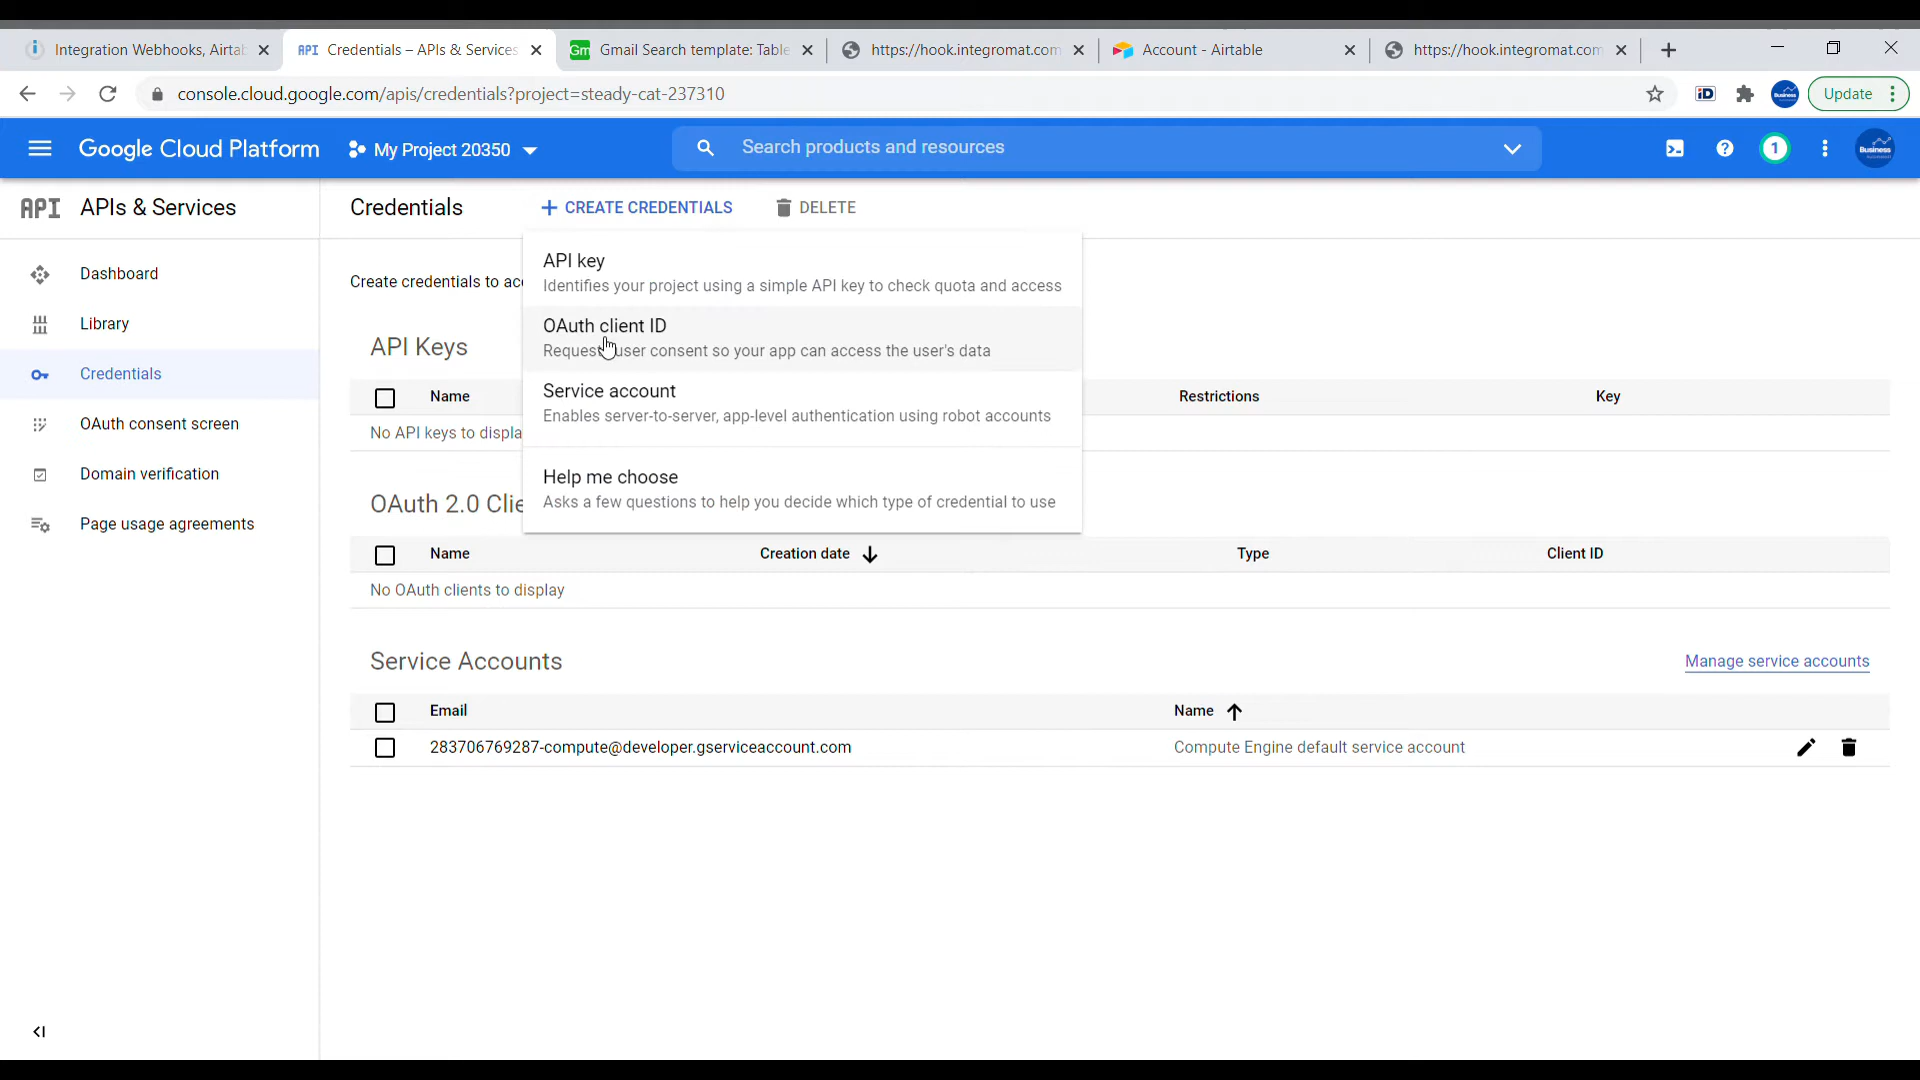 Integration Webhooks, Airtab
Credentials – APIs & Services
Gm
Gmail Search template: Table
https://hook.integromat.com
Account - Airtable
https://hook.integromat.com
console.cloud.google.com/apis/credentials?project=steady-cat-237310
iD
Update
Google Cloud Platform
My Project 20350
Search products and resources
1
Business
API APIs & Services
Credentials
CREATE CREDENTIALS
DELETE
Dashboard
Library
Credentials
OAuth consent screen
Domain verification
Page usage agreements
Create credentials to acc
API key
Identifies your project using a simple API key to check quota and access
OAuth client ID
Request user consent so your app can access the user's data
Service account
Enables server-to-server, app-level authentication using robot accounts
Help me choose
Asks a few questions to help you decide which type of credential to use
API Keys
Name
Restrictions
Key
No API keys to displa
OAuth 2.0 Clie
Name
Creation date
Type
Client ID
No OAuth clients to display
Service Accounts
Manage service accounts
Email
Name
283706769287-compute@developer.gserviceaccount.com
Compute Engine default service account